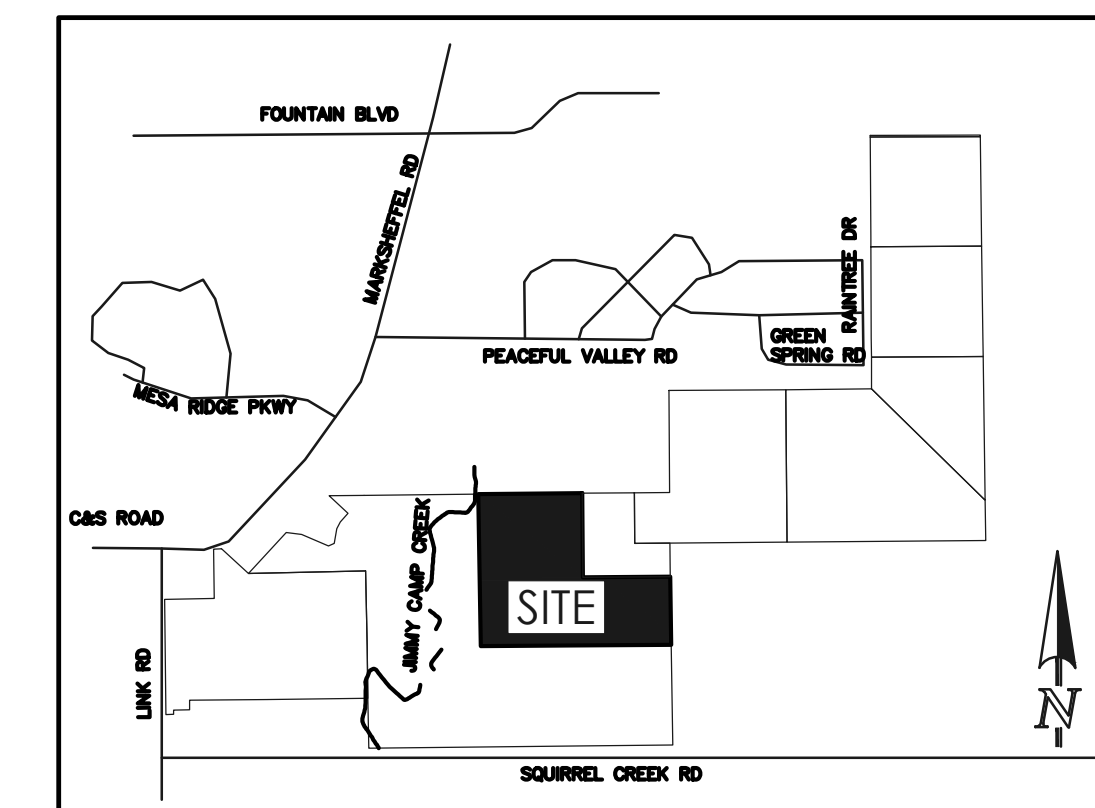 FOUNTAIN BLVD
MARKSHEFFEL RD
RAINTREE DR
GREEN
SPRING RD
PEACEFUL VALLEY RD
MESA RIDGE PKWY
C&S ROAD
JIMMY CAMP CREEK
SITE
LINK RD
N
SQUIRREL CREEK RD